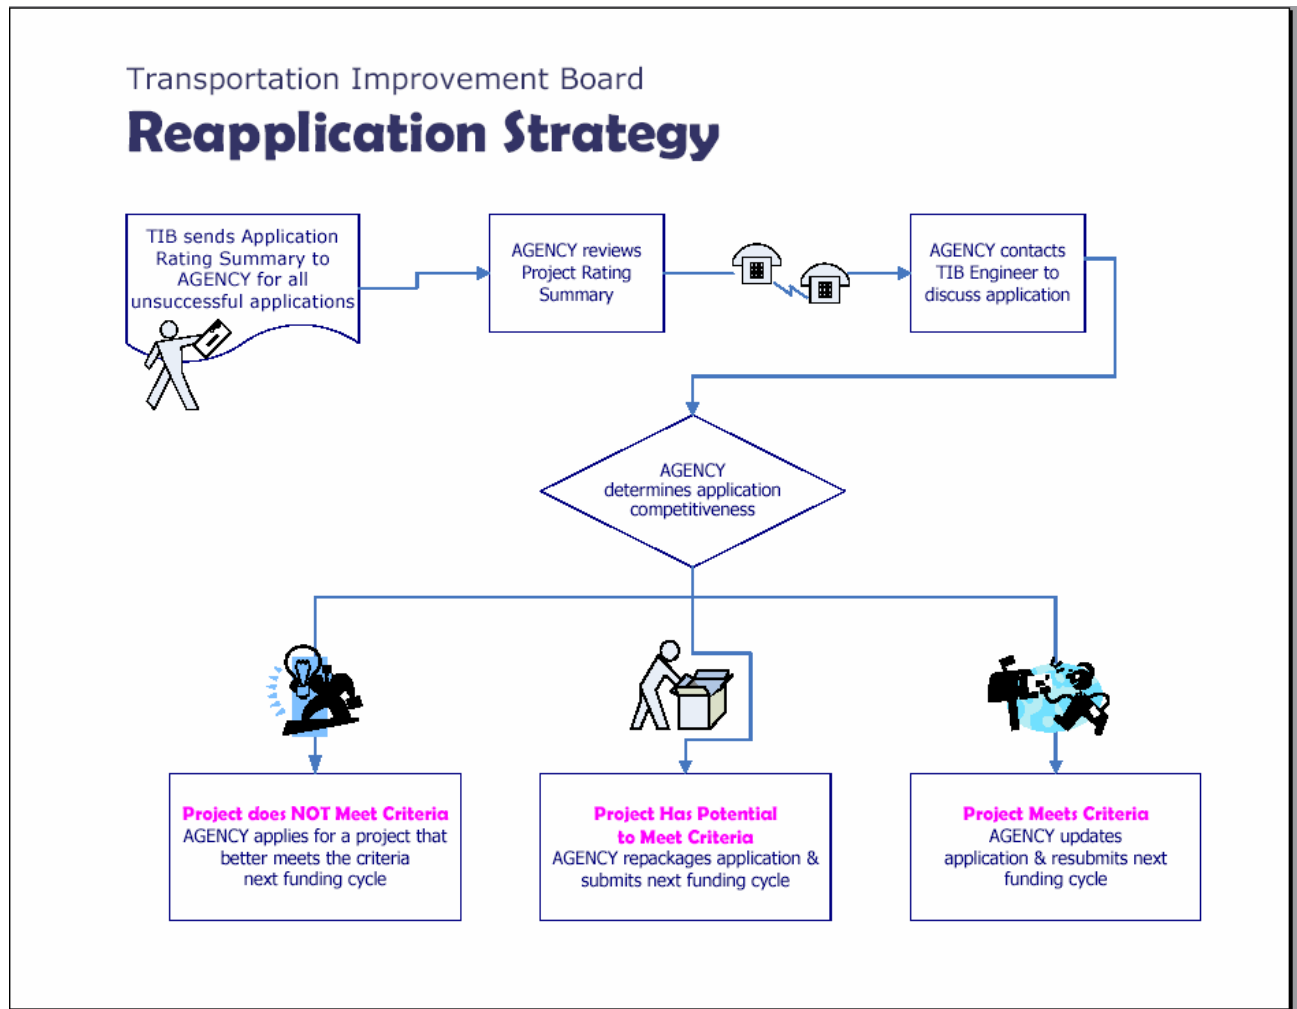 Transportation Improvement Board
Reapplication Strategy
TIB sends Application
Rating Summary to
AGENCY for all
unsuccessful applications
AGENCY reviews
Project Rating
Summary
AGENCY contacts
TIB Engineer to
discuss application
AGENCY
determines application
competitiveness
Project does NOT Meet Criteria
AGENCY applies for a project that
better meets the criteria
next funding cycle
Project Has Potential
to Meet Criteria
AGENCY repackages application &
submits next funding cycle
Project Meets Criteria
AGENCY updates
application & resubmits next
funding cycle